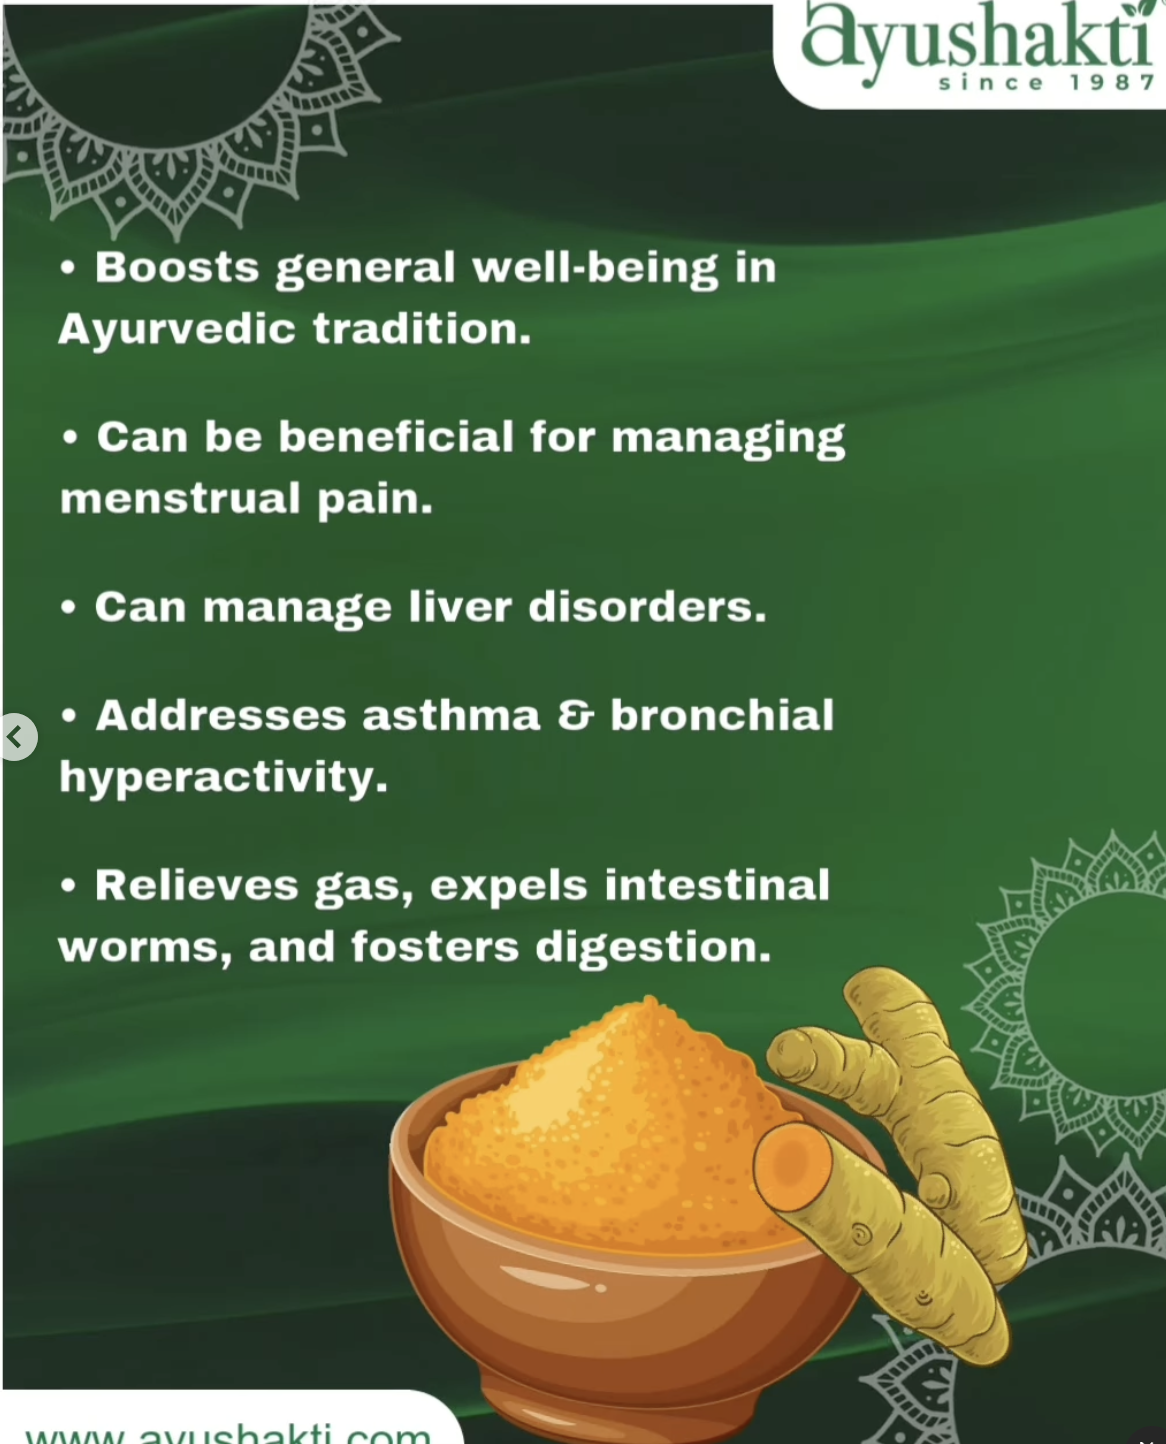 ayushakti
since 1987
• Boosts general well-being in
Ayurvedic tradition.
• Can be beneficial for managing
menstrual pain.
• Can manage liver disorders.
• Addresses asthma & bronchial
hyperactivity.
• Relieves gas, expels intestinal
worms, and fosters digestion.
www.ayushakti.com